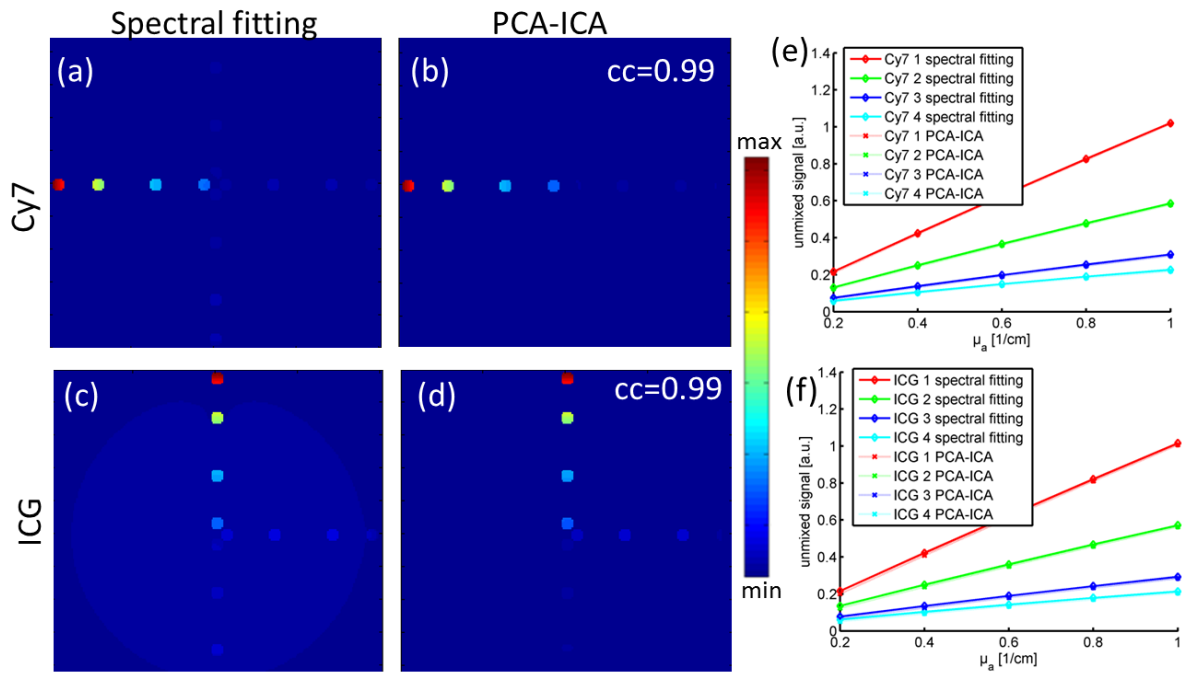 Spectral fitting
PCA-ICA
(a)
(b)
cc=0.99
Cy7
(c)
(d)
cc=0.99
ICG
max
min
(e)
1.4
1.2
1
0.8
0.6
0.4
0.2
0
unmixed signal [a.u.]
Cy7 1 spectral fitting
Cy7 2 spectral fitting
Cy7 3 spectral fitting
Cy7 4 spectral fitting
Cy7 1 PCA-ICA
Cy7 2 PCA-ICA
Cy7 3 PCA-ICA
Cy7 4 PCA-ICA
0.2 0.4 0.6 0.8 1
μa [1/cm]
(f)
1.4
1.2
1
0.8
0.6
0.4
0.2
0
unmixed signal [a.u.]
ICG 1 spectral fitting
ICG 2 spectral fitting
ICG 3 spectral fitting
ICG 4 spectral fitting
ICG 1 PCA-ICA
ICG 2 PCA-ICA
ICG 3 PCA-ICA
ICG 4 PCA-ICA
0.2 0.4 0.6 0.8 1
μa [1/cm]